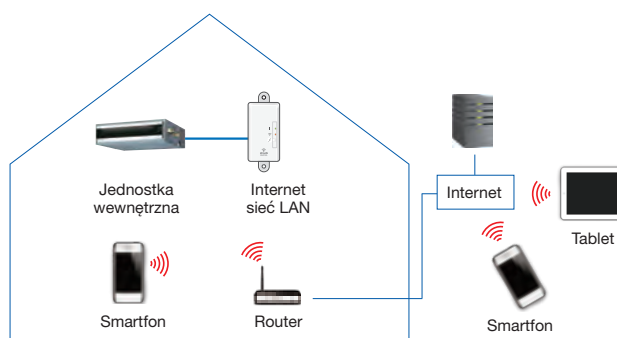 Jednostka
wewnętrzna
Internet
sieć LAN
Internet
Tablet
Smartfon
Router
Smartfon